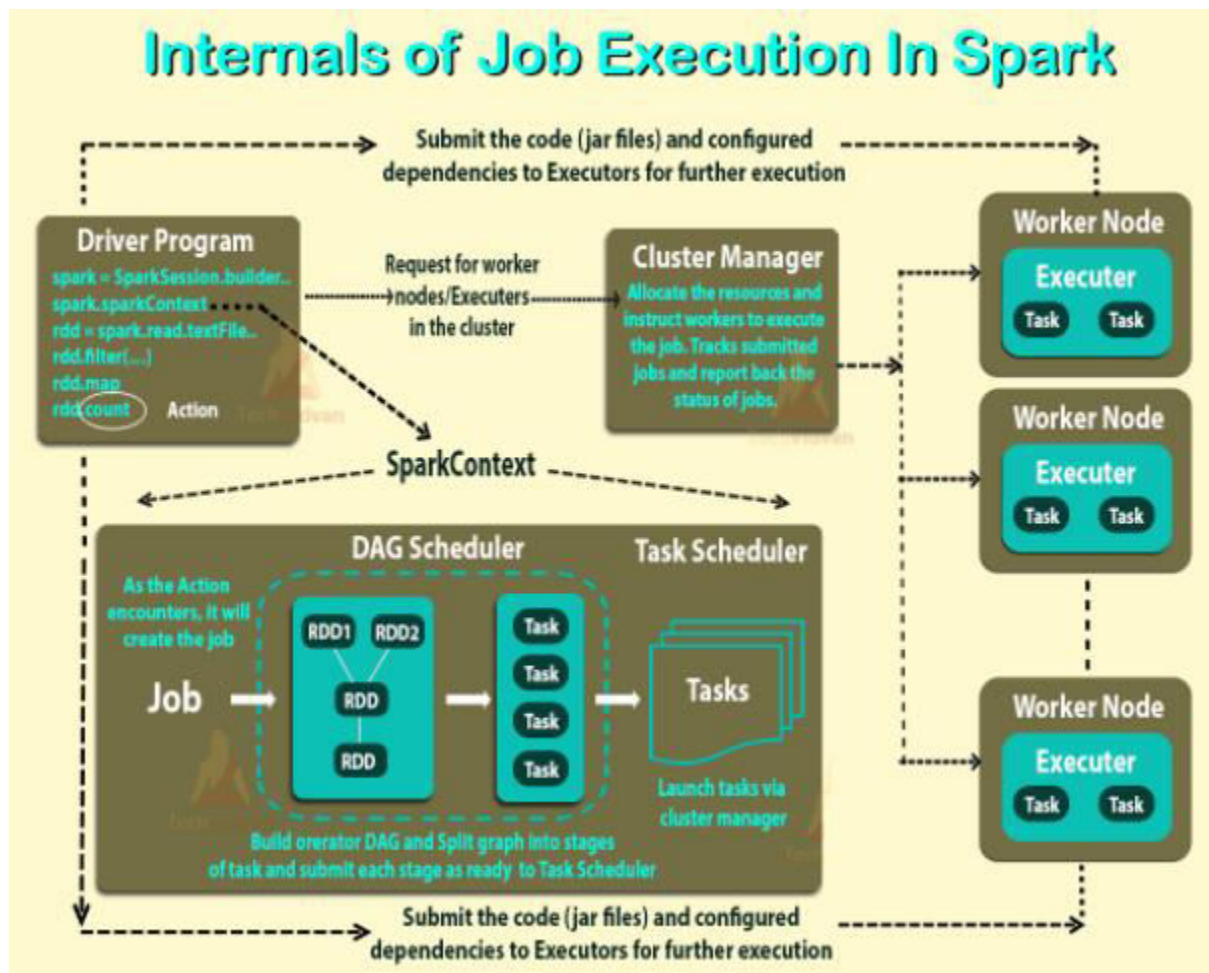 Internals of Job Execution In Spark
Submit the code (jar files) and configured
dependencies to Executors for further execution
Driver Program
spark = SparkSession.builder..
spark.sparkContext
rdd = spark.read.textFile..
rdd.filter(...)
rdd.map
rdd.count
Action
Request for worker
nodes/Executers
in the cluster
Cluster Manager
Allocate the resources and
instruct workers to execute
the job. Tracks submitted
jobs and report back the
status of jobs.
Worker Node
Executer
Task Task
Worker Node
Executer
Task Task
Worker Node
Executer
Task Task
SparkContext
DAG Scheduler
Task Scheduler
As the Action
encounters, it will
create the job
Job
RDD1 RDD2
RDD
RDD
Task
Task
Task
Task
Tasks
Launch tasks via
cluster manager
Build orerator DAG and Split graph into stages
of task and submit each stage as ready to Task Scheduler
Submit the code (jar files) and configured
dependencies to Executors for further execution